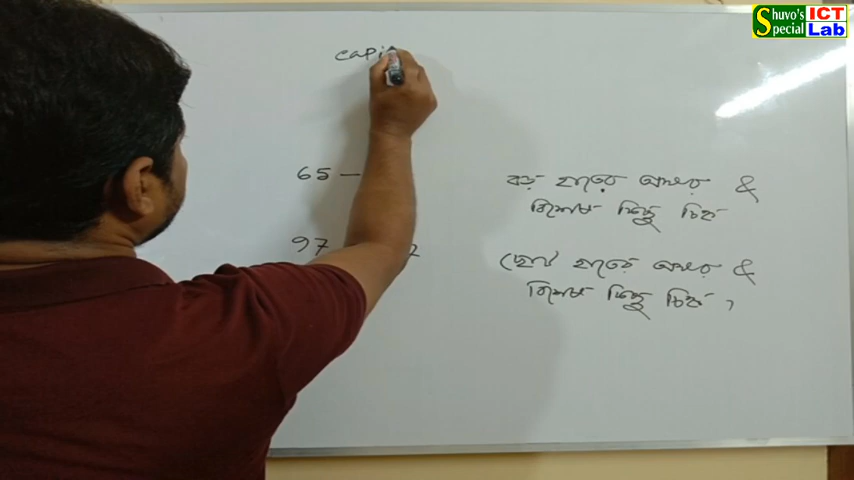 Shuvo's Special ICT Lab
capi
65 —
বড় হাতের অক্ষর &
বিশেষ কিছু চিহ্ন
97
ছোট হাতের অক্ষর &
বিশেষ কিছু চিহ্ন ,